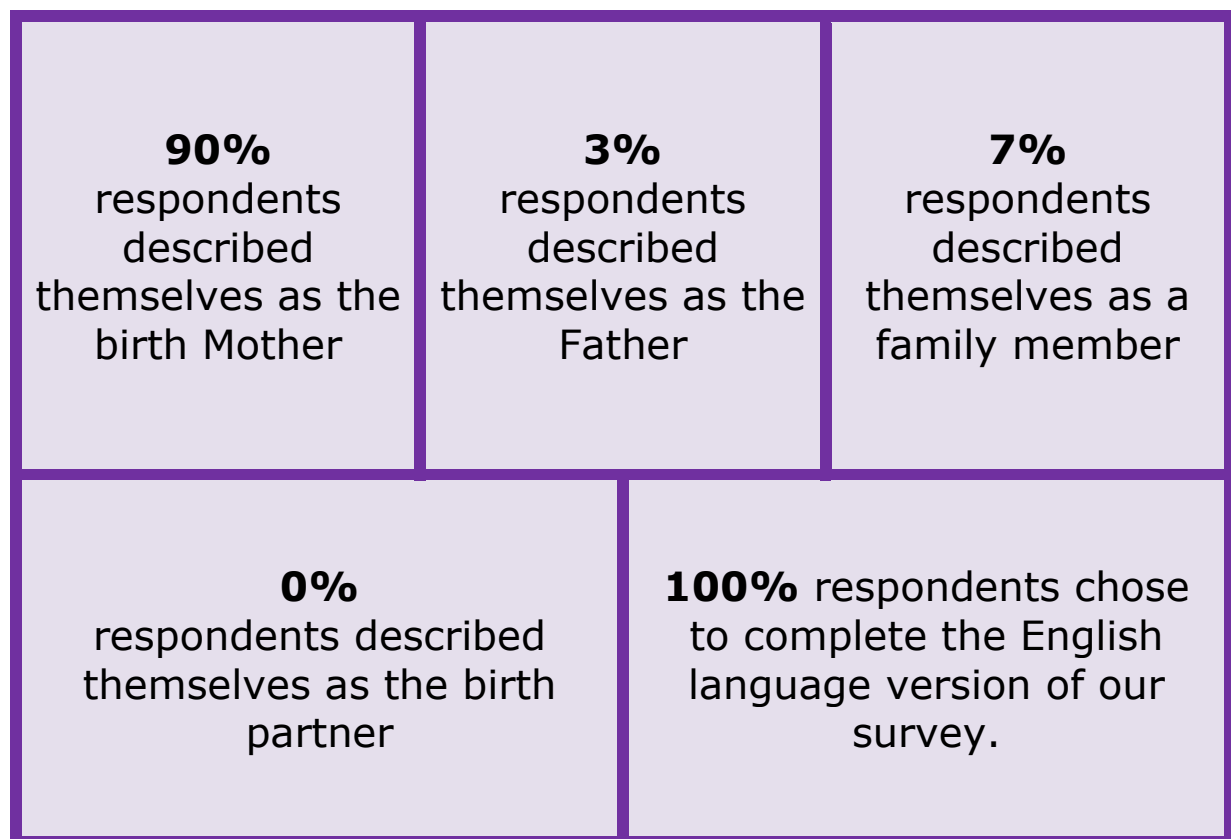 90%
respondents
described
themselves as the
birth Mother
3%
respondents
described
themselves as the
Father
7%
respondents
described
themselves as a
family member
0%
respondents described
themselves as the birth
partner
100% respondents chose
to complete the English
language version of our
survey.